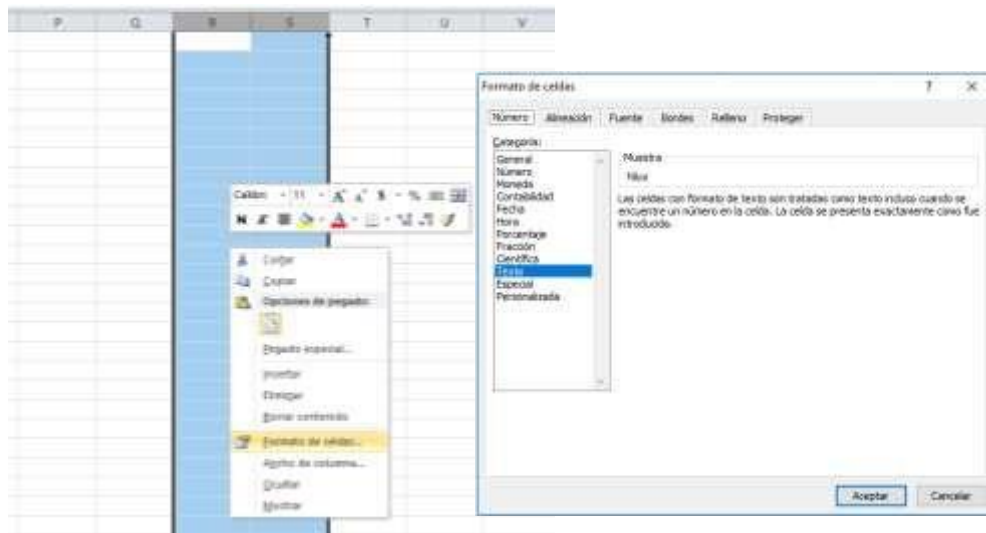 P Q R S T U V
Calibri 11 A A $ % 
N K A
Cortar
Copiar
Opciones de pegado:
Pegado especial...
Insertar
Eliminar
Borrar contenido
Formato de celdas...
Ancho de columna...
Ocultar
Mostrar
Formato de celdas ? ×
Número Alineación Fuente Bordes Relleno Proteger
Categoría:
General
Número
Moneda
Contabilidad
Fecha
Hora
Porcentaje
Fracción
Científica
Texto
Especial
Personalizada
Muestra
Las celdas con formato de texto son tratadas como texto incluso cuando se
encuentre un número en la celda. La celda se presenta exactamente como fue
introducida.
Aceptar Cancelar